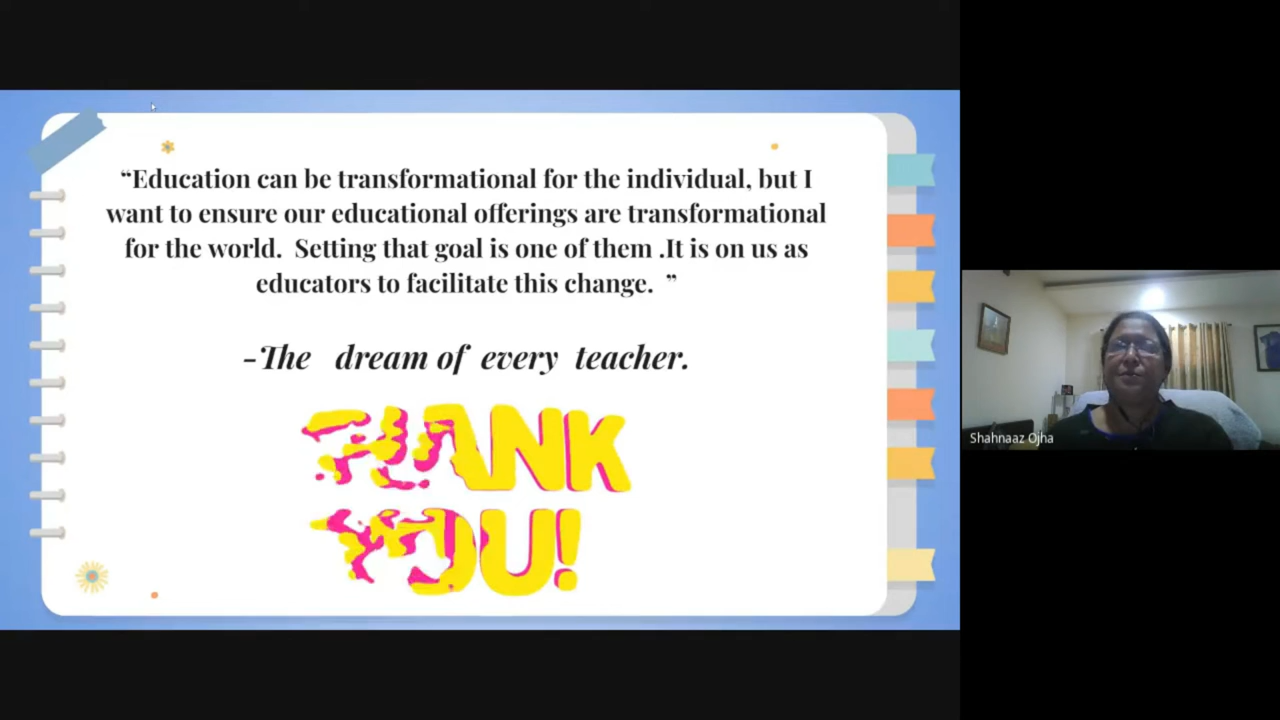 “Education can be transformational for the individual, but I
want to ensure our educational offerings are transformational
for the world.  Setting that goal is one of them .It is on us as
educators to facilitate this change.  ”
-The   dream of  every  teacher.
THANK
YOU!
Shahnaaz Ojha